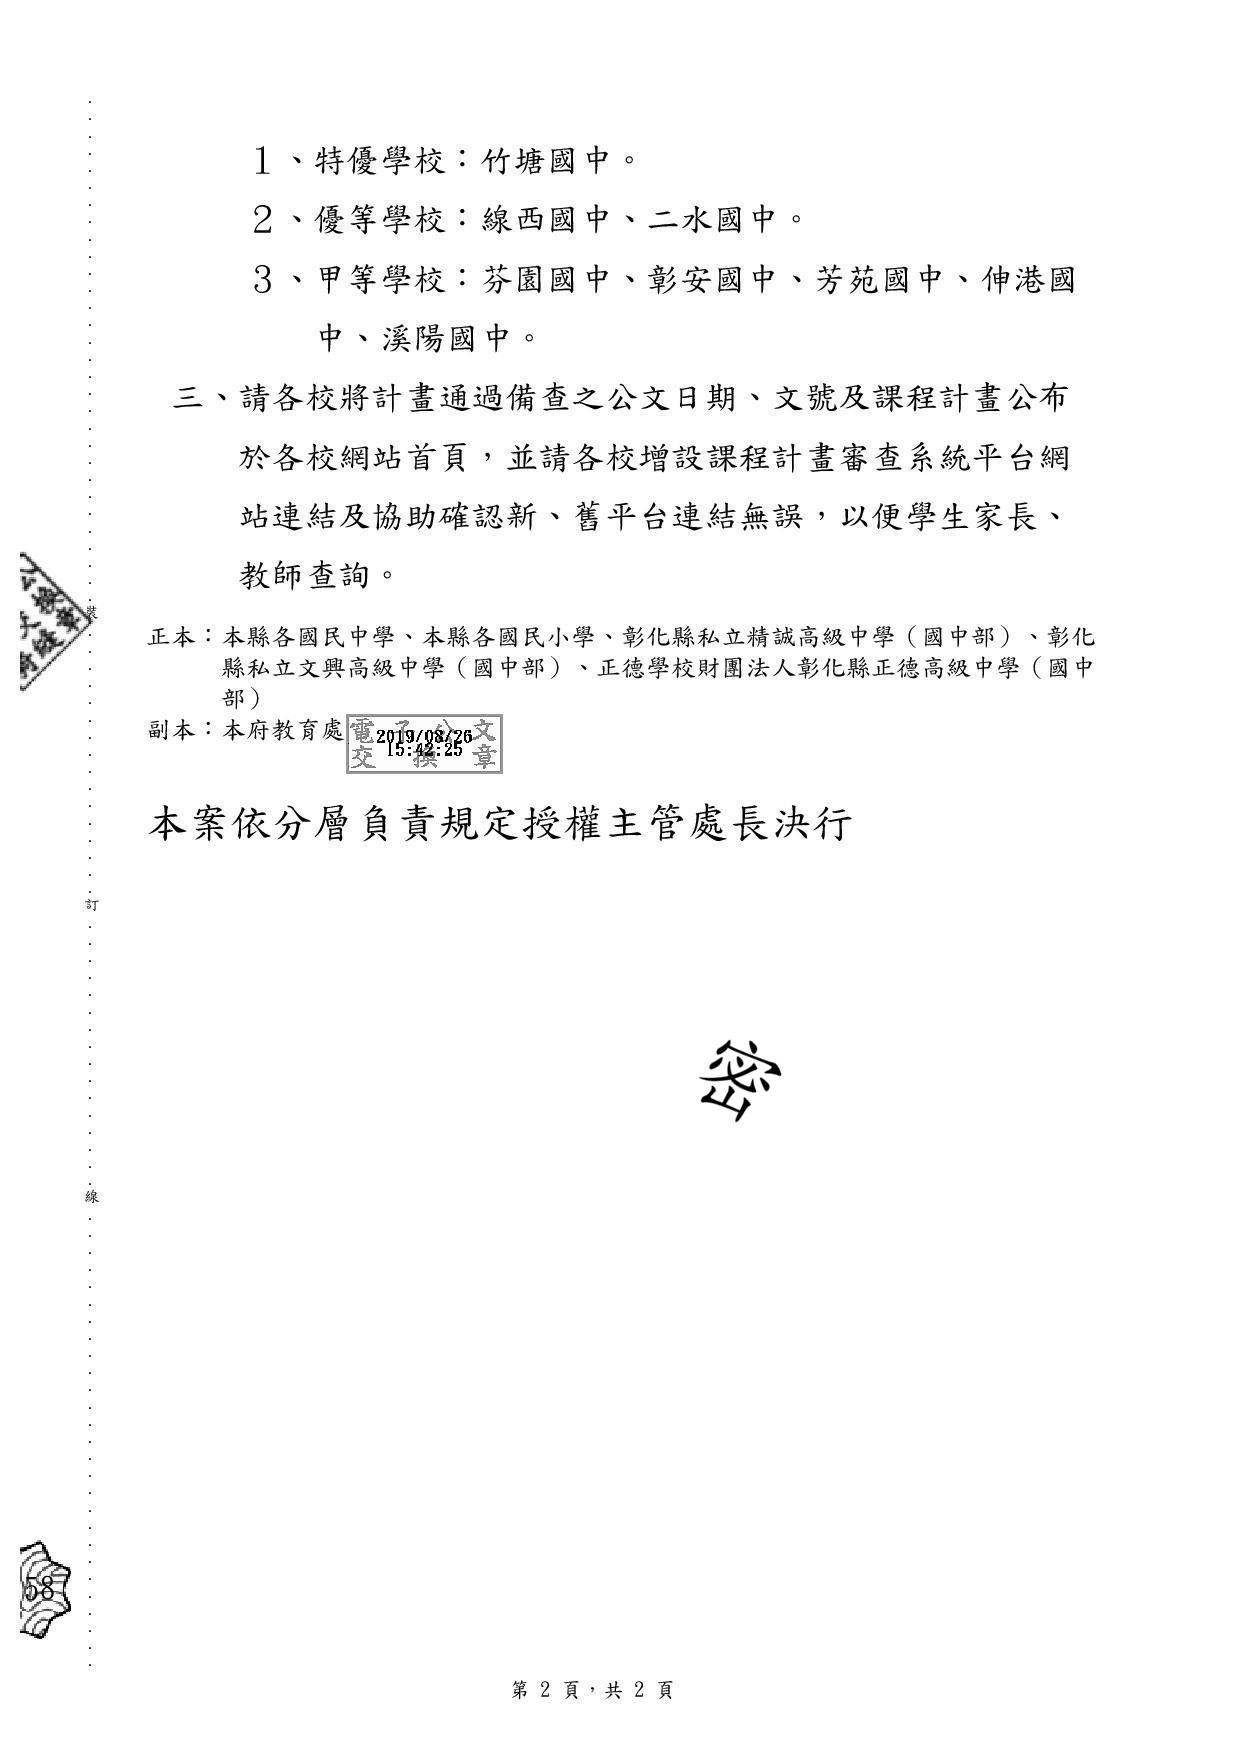 １、特優學校：竹塘國中。
２、優等學校：線西國中、二水國中。
３、甲等學校：芬園國中、彰安國中、芳苑國中、伸港國
中、溪陽國中。
三、請各校將計畫通過備查之公文日期、文號及課程計畫公布
於各校網站首頁，並請各校增設課程計畫審查系統平台網
站連結及協助確認新、舊平台連結無誤，以便學生家長、
教師查詢。
裝
正本：本縣各國民中學、本縣各國民小學、彰化縣私立精誠高級中學（國中部）、彰化
縣私立文興高級中學（國中部）、正德學校財團法人彰化縣正德高級中學（國中
部）
副本：本府教育處
電子公文
2019/08/26
15:42:25
交換章
本案依分層負責規定授權主管處長決行
訂
密
線
58
第 2 頁，共 2 頁